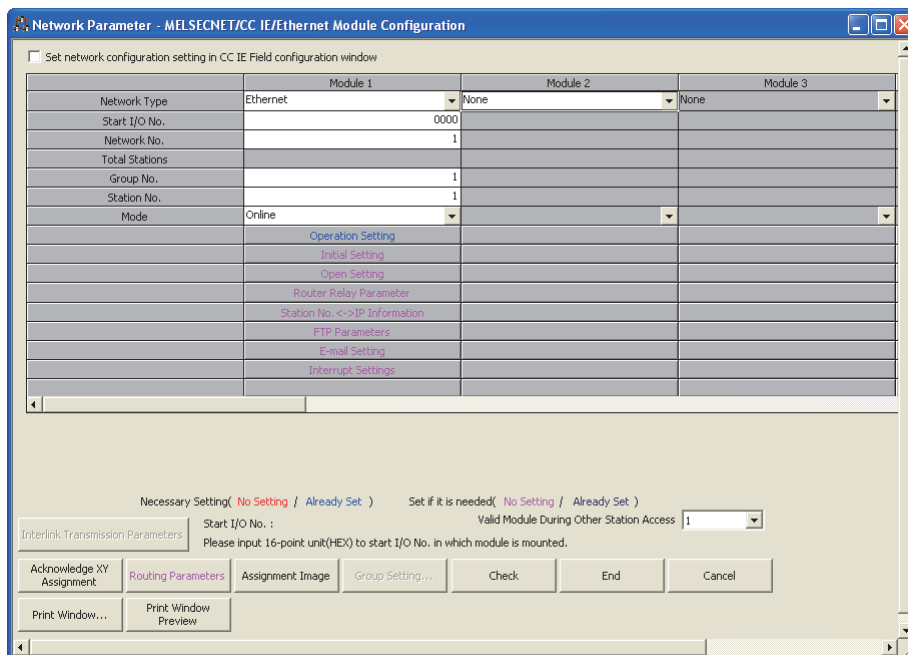 Network Parameter - MELSECNET/CC IE/Ethernet Module Configuration
Set network configuration setting in CC IE Field configuration window
Module 1 Module 2 Module 3
Network Type Ethernet None None
Start I/O No. 0000
Network No. 1
Total Stations
Group No. 1
Station No. 1
Mode Online
Operation Setting
Initial Setting
Open Setting
Router Relay Parameter
Station No.<->IP Information
FTP Parameters
E-mail Setting
Interrupt Settings
Necessary Setting( No Setting / Already Set ) Set if it is needed( No Setting / Already Set )
Interlink Transmission Parameters
Start I/O No. :
Valid Module During Other Station Access 1
Please input 16-point unit(HEX) to start I/O No. in which module is mounted.
Acknowledge XY
Assignment
Routing Parameters Assignment Image Group Setting... Check End Cancel
Print Window...
Print Window
Preview